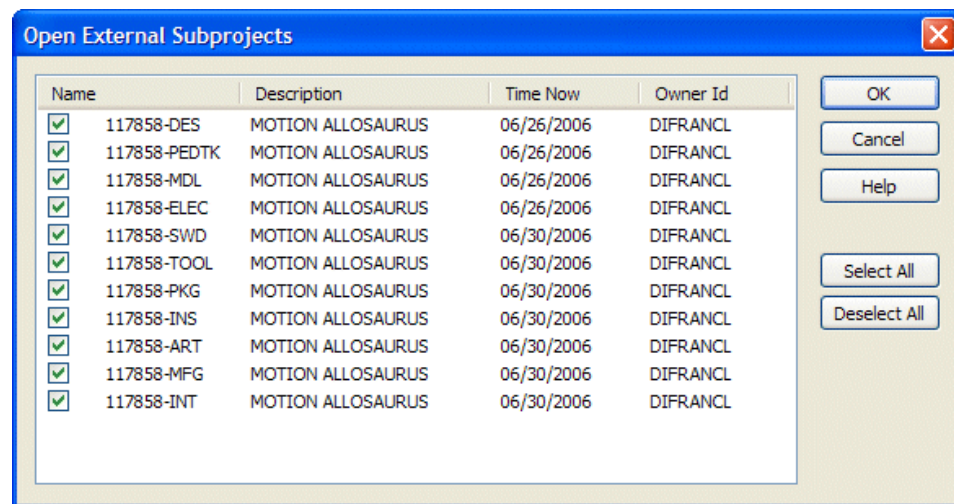 Open External Subprojects
Name Description Time Now Owner Id
117858-DES MOTION ALLOSAURUS 06/26/2006 DIFRANCL
117858-PEDTK MOTION ALLOSAURUS 06/26/2006 DIFRANCL
117858-MDL MOTION ALLOSAURUS 06/26/2006 DIFRANCL
117858-ELEC MOTION ALLOSAURUS 06/26/2006 DIFRANCL
117858-SWD MOTION ALLOSAURUS 06/30/2006 DIFRANCL
117858-TOOL MOTION ALLOSAURUS 06/30/2006 DIFRANCL
117858-PKG MOTION ALLOSAURUS 06/30/2006 DIFRANCL
117858-INS MOTION ALLOSAURUS 06/30/2006 DIFRANCL
117858-ART MOTION ALLOSAURUS 06/30/2006 DIFRANCL
117858-MFG MOTION ALLOSAURUS 06/30/2006 DIFRANCL
117858-INT MOTION ALLOSAURUS 06/30/2006 DIFRANCL
OK
Cancel
Help
Select All
Deselect All